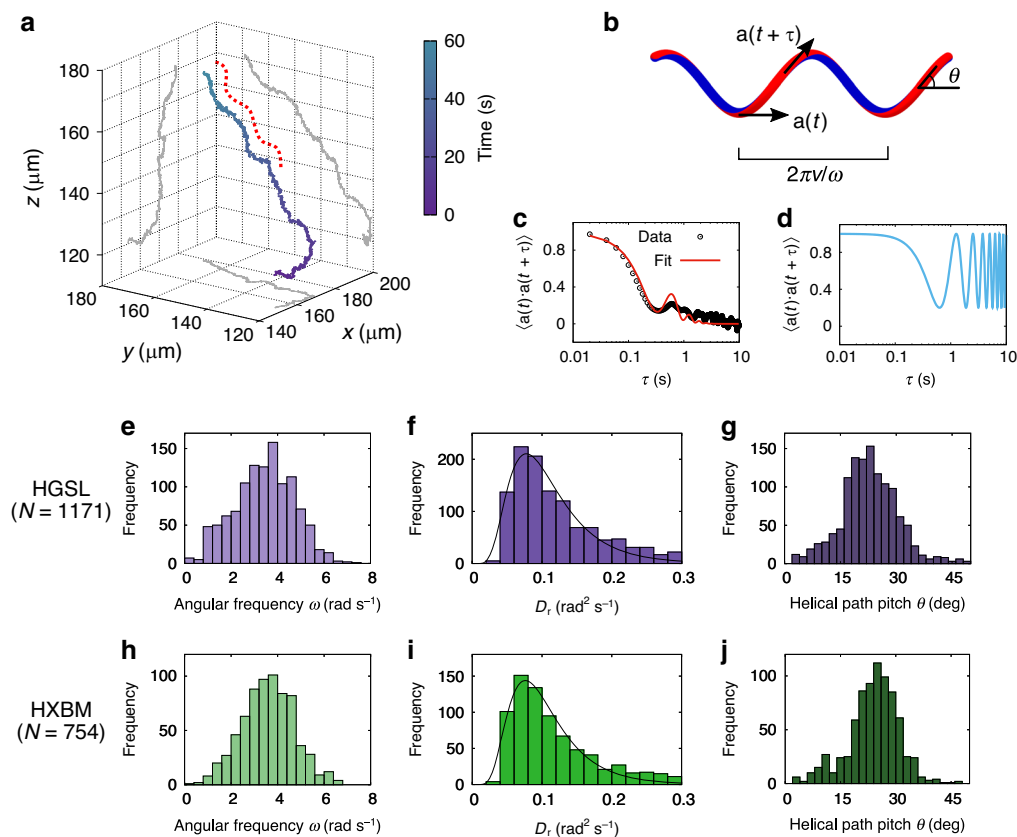 a
180
170
160
150
140
130
120
z (μm)
180
160
140
120
y (μm)
140
160
180
200
x (μm)
60
40
20
0
Time (s)
b
a(t + τ)
θ
a(t)
2πv/ω
c
⟨a(t)·a(t + τ)⟩
Data
Fit
0.8
0.4
0
0.01
0.1
1
10
τ (s)
d
⟨a(t)·a(t + τ)⟩
0.8
0.4
0
0.01
0.1
1
10
τ (s)
HGSL
(N = 1171)
e
Frequency
150
100
50
0
0
2
4
6
8
Angular frequency ω (rad s⁻¹)
f
Frequency
200
100
0
0
0.1
0.2
0.3
Dᵣ (rad² s⁻¹)
g
Frequency
150
100
50
0
15
30
45
Helical path pitch θ (deg)
HXBM
(N = 754)
h
Frequency
100
50
0
0
2
4
6
8
Angular frequency ω (rad s⁻¹)
i
Frequency
150
100
50
0
0
0.1
0.2
0.3
Dᵣ (rad² s⁻¹)
j
Frequency
100
50
0
0
15
30
45
Helical path pitch θ (deg)